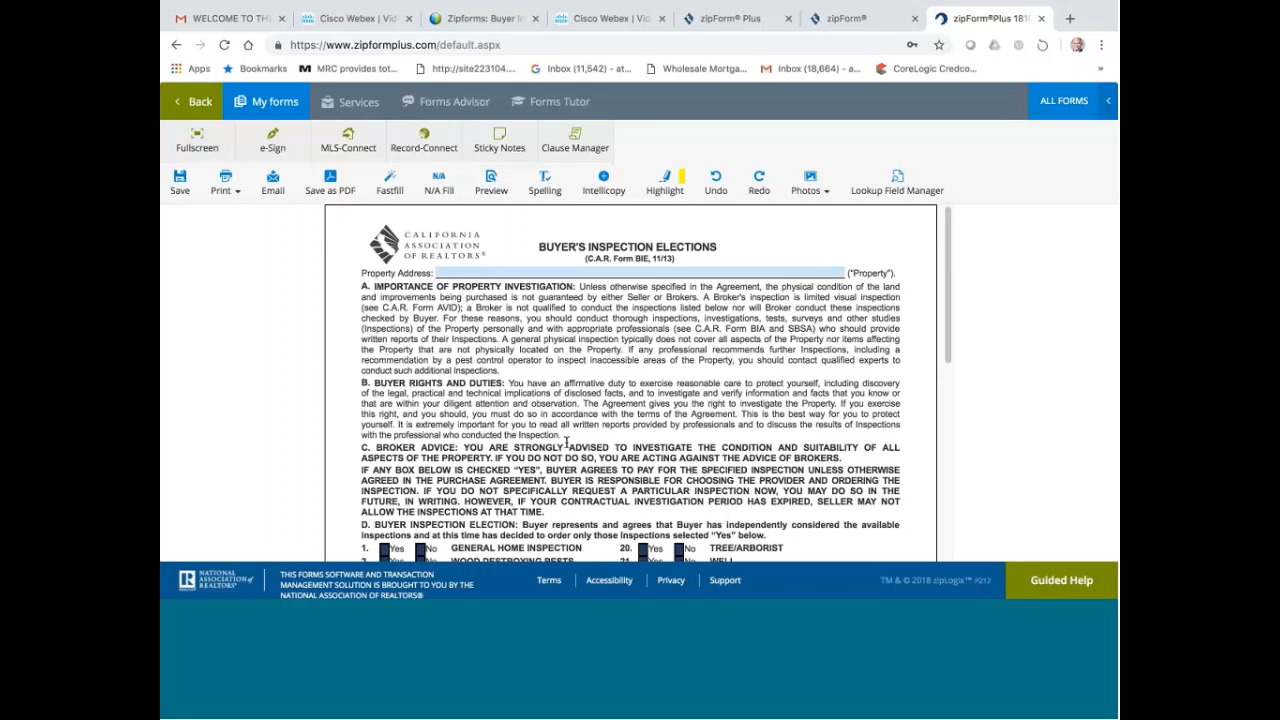 WELCOME TO TH
Cisco Webex | Vid
Zipforms: Buyer In
Cisco Webex | Vid
zipForm® Plus
zipForm®
zipForm®Plus 181
https://www.zipformplus.com/default.aspx
Apps
Bookmarks
MRC provides tot...
http://site223104....
Inbox (11,542) - at...
Wholesale Mortga...
Inbox (18,664) - a...
CoreLogic Credco...
»
Back
My forms
Services
Forms Advisor
Forms Tutor
ALL FORMS
Fullscreen
e-Sign
MLS-Connect
Record-Connect
Sticky Notes
Clause Manager
Save
Print
Email
Save as PDF
Fastfill
N/A
N/A Fill
Preview
Spelling
Intellicopy
Highlight
Undo
Redo
Photos
Lookup Field Manager
CALIFORNIA
ASSOCIATION
OF REALTORS®
BUYER'S INSPECTION ELECTIONS
(C.A.R. Form BIE, 11/13)
Property Address: ("Property").
A. IMPORTANCE OF PROPERTY INVESTIGATION: Unless otherwise specified in the Agreement, the physical condition of the land
and improvements being purchased is not guaranteed by either Seller or Brokers. A Broker's inspection is limited visual inspection
(see C.A.R. Form AVID); a Broker is not qualified to conduct the inspections listed below nor will Broker conduct these inspections
checked by Buyer. For these reasons, you should conduct thorough inspections, investigations, tests, surveys and other studies
(Inspections) of the Property personally and with appropriate professionals (see C.A.R. Form BIA and SBSA) who should provide
written reports of their Inspections. A general physical inspection typically does not cover all aspects of the Property nor items affecting
the Property that are not physically located on the Property. If any professional recommends further Inspections, including a
recommendation by a pest control operator to inspect inaccessible areas of the Property, you should contact qualified experts to
conduct such additional Inspections.
B. BUYER RIGHTS AND DUTIES: You have an affirmative duty to exercise reasonable care to protect yourself, including discovery
of the legal, practical and technical implications of disclosed facts, and to investigate and verify information and facts that you know or
that are within your diligent attention and observation. The Agreement gives you the right to investigate the Property. If you exercise
this right, and you should, you must do so in accordance with the terms of the Agreement. This is the best way for you to protect
yourself. It is extremely important for you to read all written reports provided by professionals and to discuss the results of Inspections
with the professional who conducted the Inspection.
C. BROKER ADVICE: YOU ARE STRONGLY ADVISED TO INVESTIGATE THE CONDITION AND SUITABILITY OF ALL
ASPECTS OF THE PROPERTY. IF YOU DO NOT DO SO, YOU ARE ACTING AGAINST THE ADVICE OF BROKERS.
IF ANY BOX BELOW IS CHECKED "YES", BUYER AGREES TO PAY FOR THE SPECIFIED INSPECTION UNLESS OTHERWISE
AGREED IN THE PURCHASE AGREEMENT. BUYER IS RESPONSIBLE FOR CHOOSING THE PROVIDER AND ORDERING THE
INSPECTION. IF YOU DO NOT SPECIFICALLY REQUEST A PARTICULAR INSPECTION NOW, YOU MAY DO SO IN THE
FUTURE, IN WRITING. HOWEVER, IF YOUR CONTRACTUAL INVESTIGATION PERIOD HAS EXPIRED, SELLER MAY NOT
ALLOW THE INSPECTIONS AT THAT TIME.
D. BUYER INSPECTION ELECTION: Buyer represents and agrees that Buyer has independently considered the available
Inspections and at this time has decided to order only those Inspections selected "Yes" below.
1. Yes No GENERAL HOME INSPECTION 20. Yes No TREE/ARBORIST
WOOD DESTROYING PESTS 21. WELL
NATIONAL
ASSOCIATION of
REALTORS®
THIS FORMS SOFTWARE AND TRANSACTION
MANAGEMENT SOLUTION IS BROUGHT TO YOU BY THE
NATIONAL ASSOCIATION OF REALTORS®
Terms
Accessibility
Privacy
Support
TM & © 2018 zipLogix™ P212
Guided Help